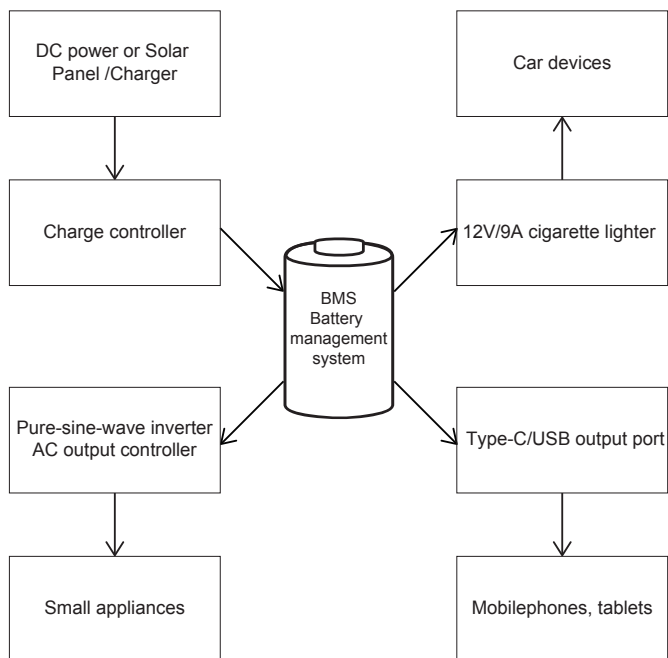 DC power or Solar
Panel /Charger
Car devices
Charge controller
12V/9A cigarette lighter
BMS
Battery
management
system
Pure-sine-wave inverter
AC output controller
Type-C/USB output port
Small appliances
Mobilephones, tablets